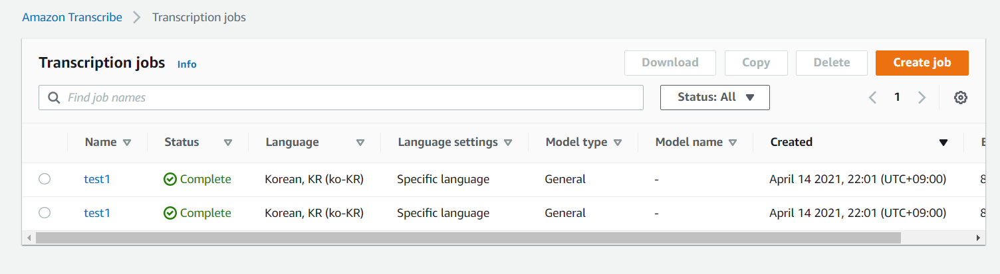 Amazon Transcribe > Transcription jobs
Transcription jobs Info Download Copy Delete Create job
Find job names Status: All 1
Name Status Language Language settings Model type Model name Created
test1 Complete Korean, KR (ko-KR) Specific language General - April 14 2021, 22:01 (UTC+09:00)
test1 Complete Korean, KR (ko-KR) Specific language General - April 14 2021, 22:01 (UTC+09:00)